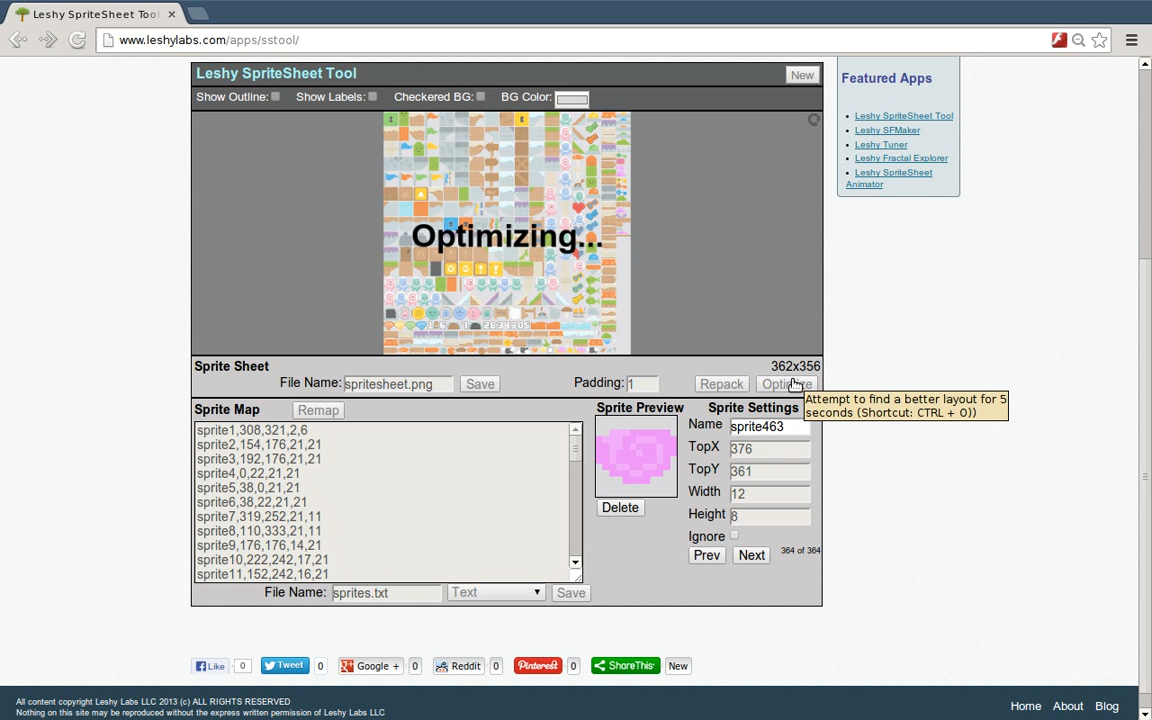 Leshy SpriteSheet Tool
www.leshylabs.com/apps/sstool/
Leshy SpriteSheet Tool
New
Show Outline:
Show Labels:
Checkered BG:
BG Color:
Optimizing...
Sprite Sheet
362x356
File Name:
spritesheet.png
Save
Padding:
1
Repack
Attempt to find a better layout for 5
seconds (Shortcut: CTRL + O))
Sprite Map
Remap
sprite1,308,321,2,6
sprite2,154,176,21,21
sprite3,192,176,21,21
sprite4,0,22,21,21
sprite5,38,0,21,21
sprite6,38,22,21,21
sprite7,319,252,21,11
sprite8,110,333,21,11
sprite9,176,176,14,21
sprite10,222,242,17,21
sprite11,152,242,16,21
File Name:
sprites.txt
Text
Save
Sprite Preview
Delete
Sprite Settings
Name
sprite463
TopX
376
TopY
361
Width
12
Height
8
Ignore
Prev
Next
364 of 364
Featured Apps
Leshy SpriteSheet Tool
Leshy SFMaker
Leshy Tuner
Leshy Fractal Explorer
Leshy SpriteSheet
Animator
Like
0
Tweet
0
Google +
0
Reddit
0
Pinterest
0
ShareThis
New
All content copyright Leshy Labs LLC 2013 (c) ALL RIGHTS RESERVED
Nothing on this site may be reproduced without the express written permission of Leshy Labs LLC
Home
About
Blog